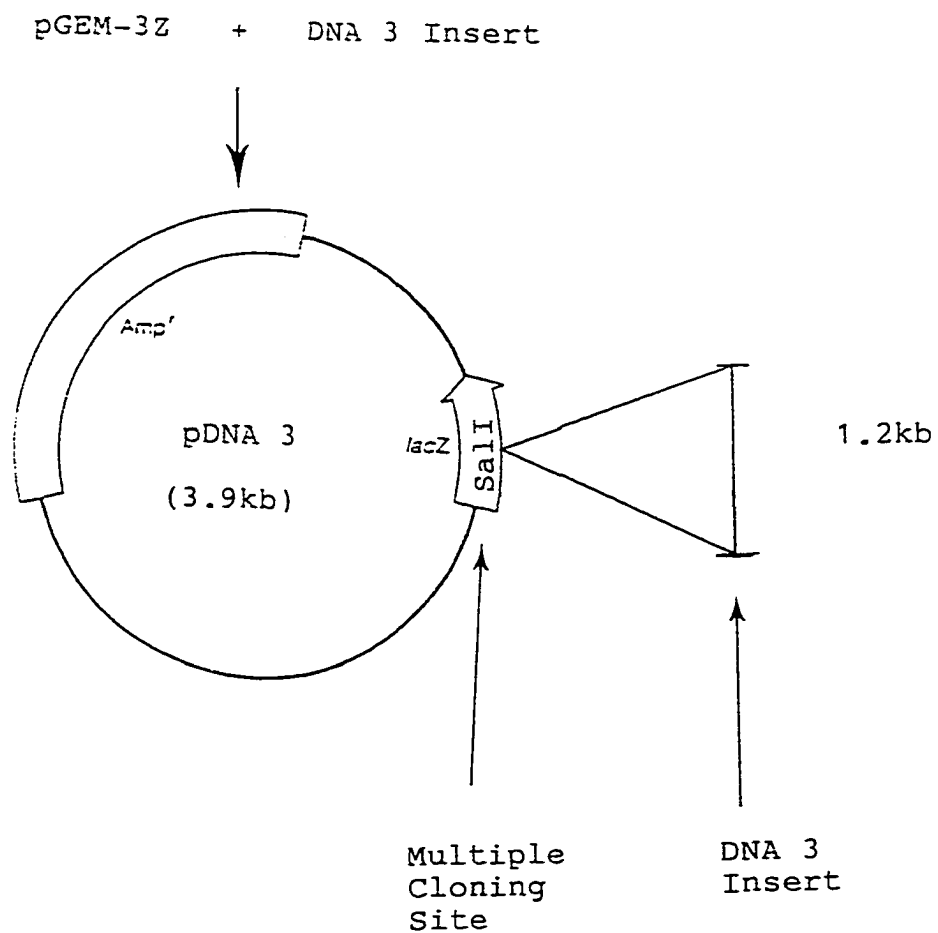 pGEM-3Z + DNA 3 Insert
Ampʳ
pDNA 3
(3.9kb)
lacZ
SalI
1.2kb
Multiple
Cloning
Site
DNA 3
Insert